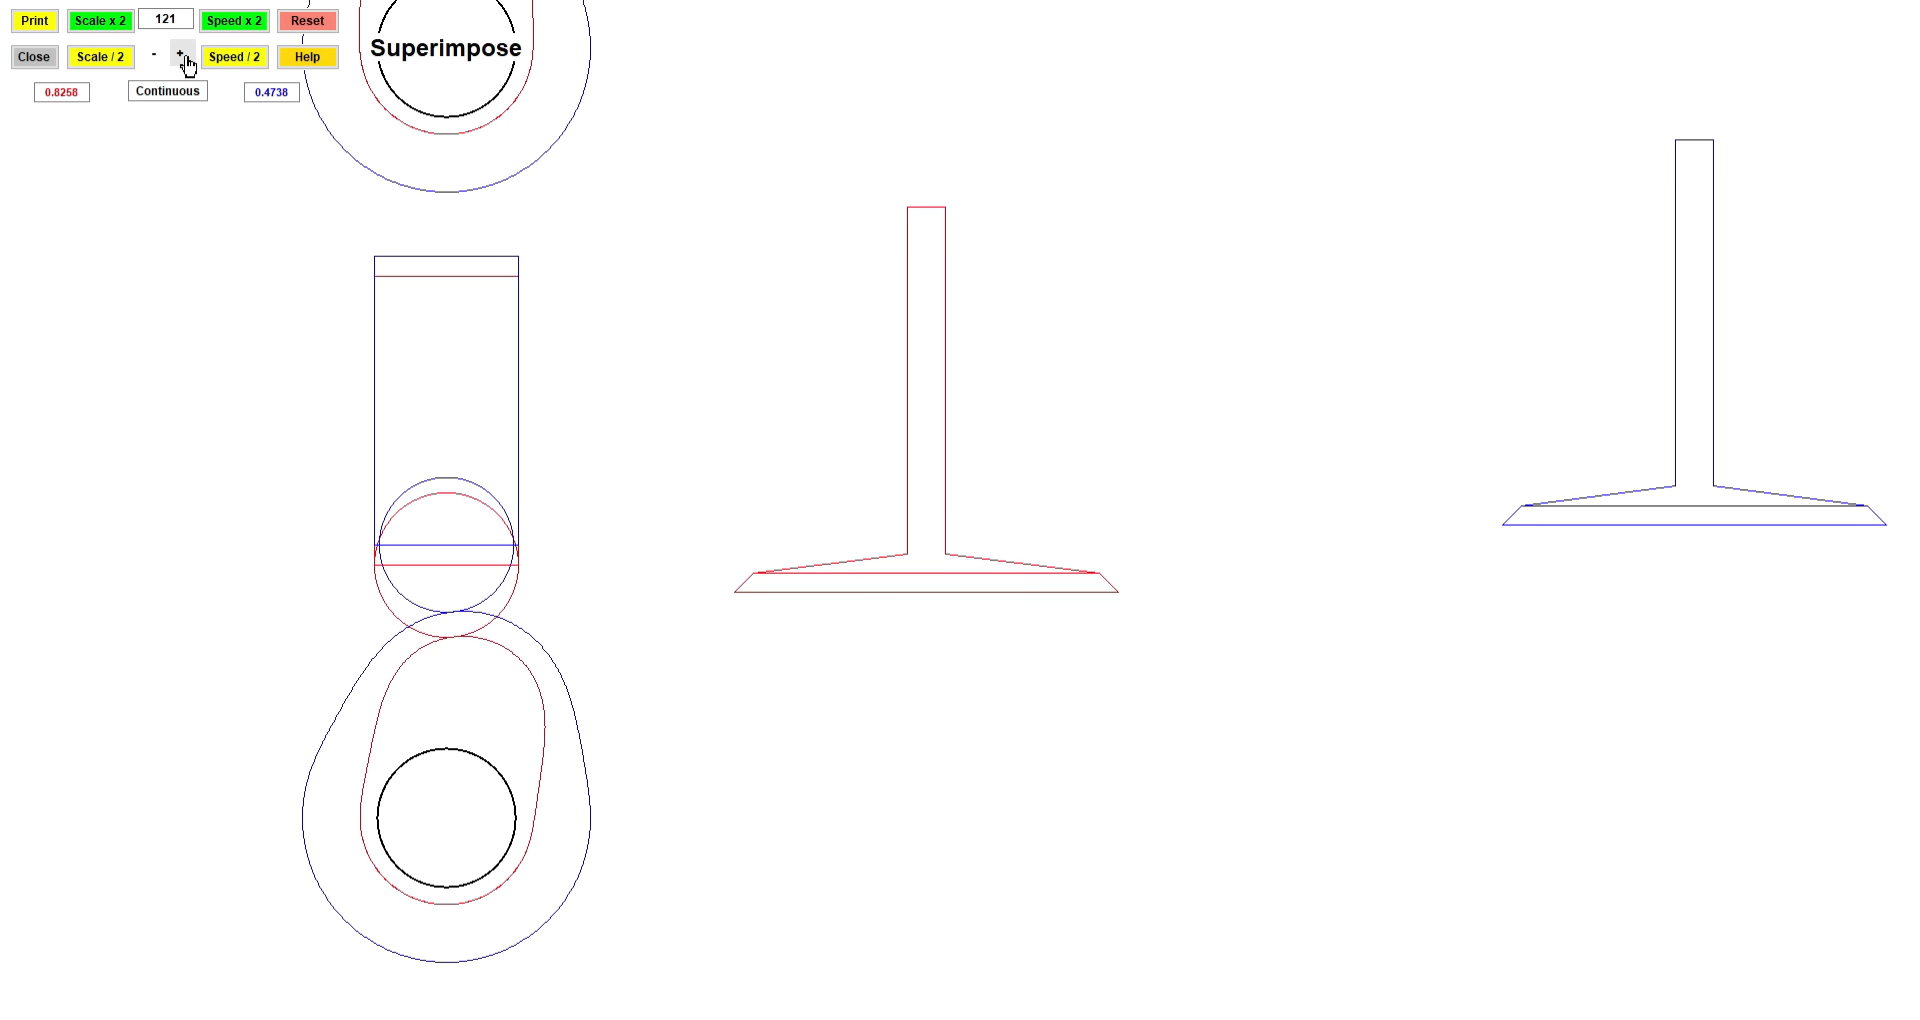 Print Scale x 2 121 Speed x 2 Reset
Superimpose
Close Scale / 2 - + Speed / 2 Help
0.8258 Continuous 0.4738